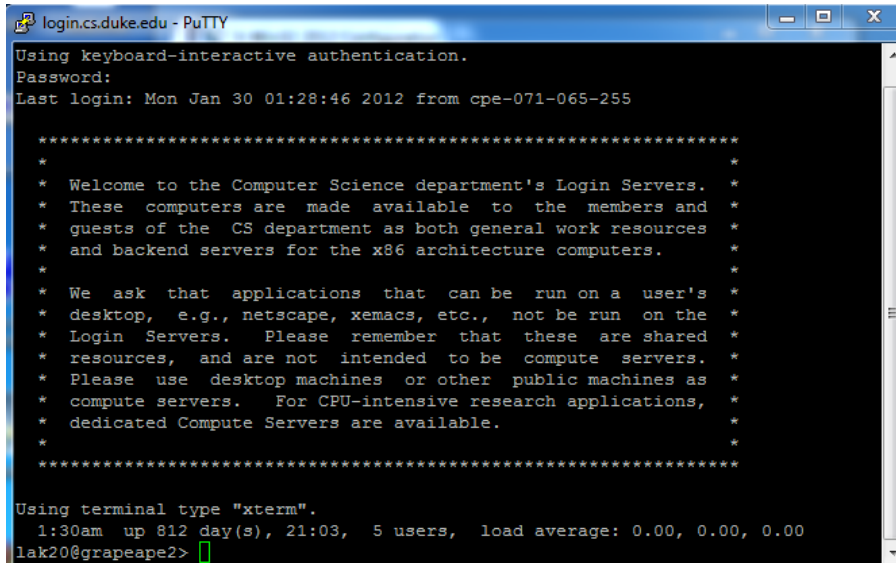 login.cs.duke.edu - PuTTY
Using keyboard-interactive authentication.
Password:
Last login: Mon Jan 30 01:28:46 2012 from cpe-071-065-255
*****************************************************************
*                                                               *
*  Welcome to the Computer Science department's Login Servers.  *
*  These  computers are  made  available  to  the  members and  *
*  guests of the  CS department as both general work resources  *
*  and backend servers for the x86 architecture computers.      *
*                                                               *
*  We  ask  that  applications  that  can be  run on a  user's  *
*  desktop,  e.g., netscape, xemacs, etc.,  not be run  on the  *
*  Login  Servers.   Please  remember  that  these  are shared  *
*  resources,  and are not  intended  to be  compute  servers.  *
*  Please  use  desktop machines  or other  public machines as  *
*  compute servers.   For CPU-intensive research applications,  *
*  dedicated Compute Servers are available.                     *
*                                                               *
*****************************************************************
Using terminal type "xterm".
1:30am  up 812 day(s), 21:03,  5 users,  load average: 0.00, 0.00, 0.00
lak20@grapeape2>